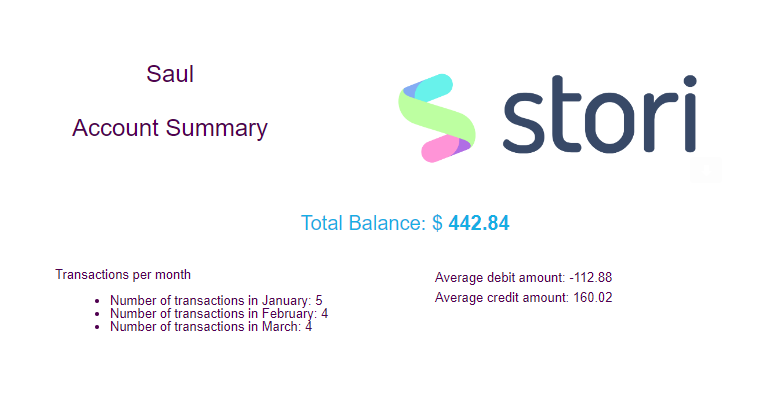 Saul
Account Summary
stori
Total Balance: $ 442.84
Transactions per month
Number of transactions in January: 5
Number of transactions in February: 4
Number of transactions in March: 4
Average debit amount: -112.88
Average credit amount: 160.02